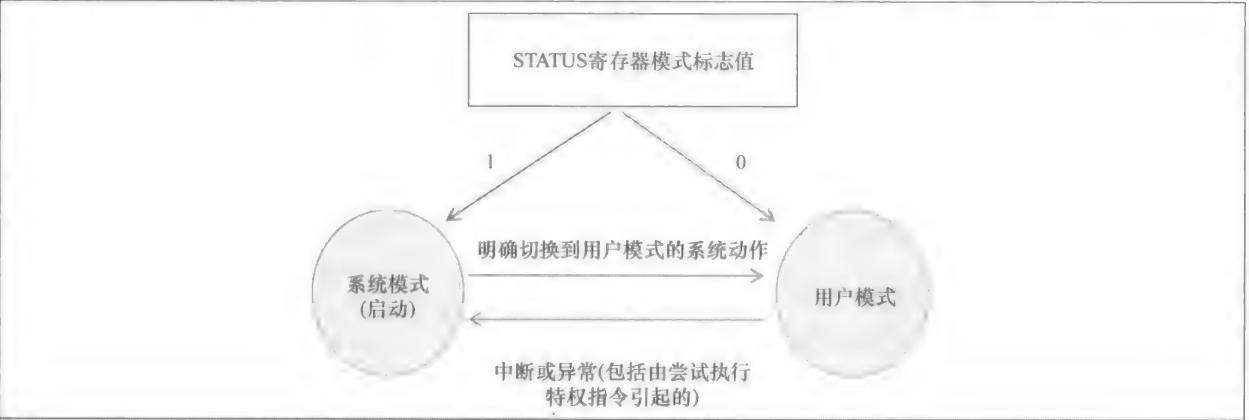 STATUS寄存器模式标志值
1
0
明确切换到用户模式的系统动作
系统模式
(启动)
用户模式
中断或异常(包括由尝试执行
特权指令引起的)